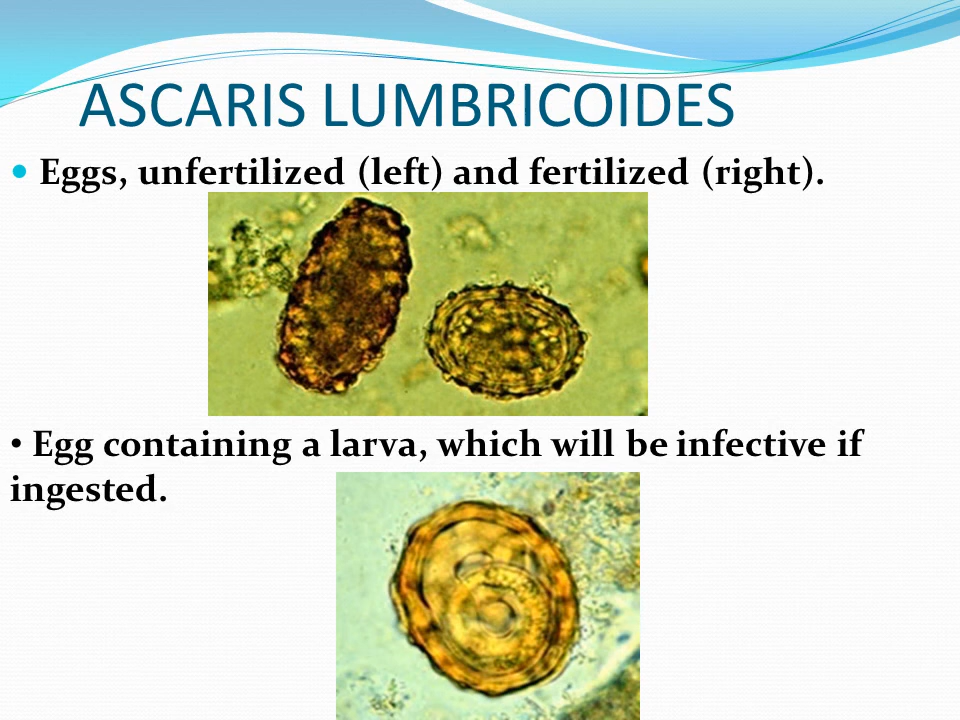 ASCARIS LUMBRICOIDES
• Eggs, unfertilized (left) and fertilized (right).
• Egg containing a larva, which will be infective if
ingested.